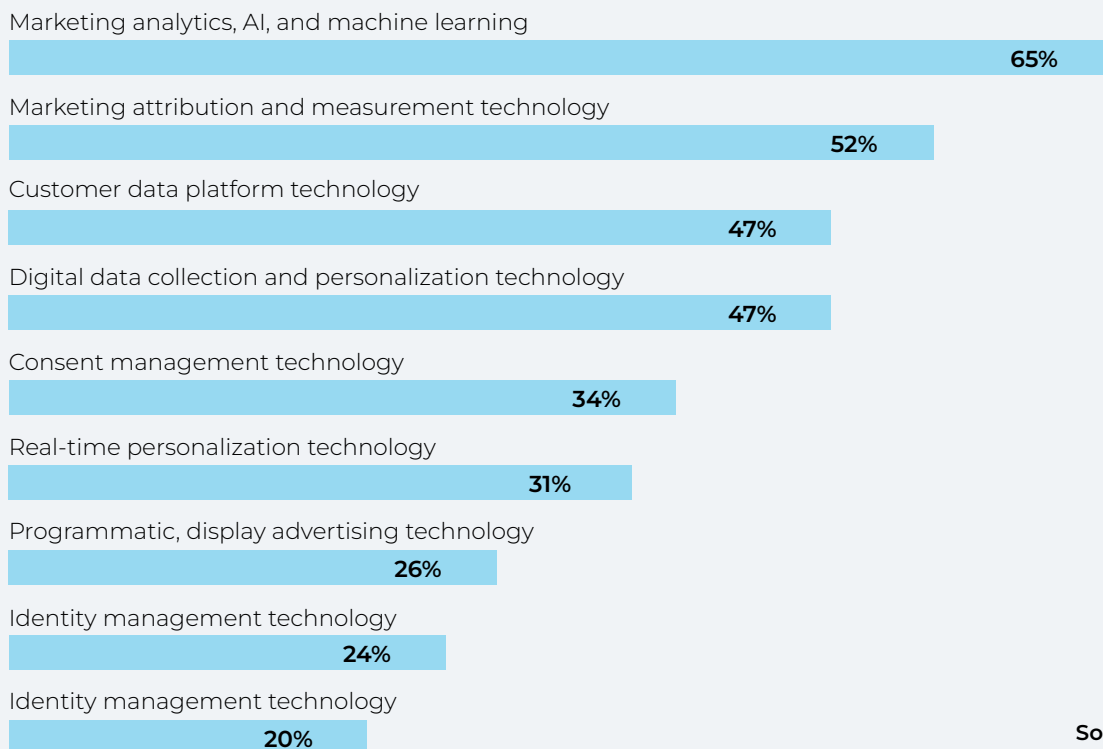 Marketing analytics, AI, and machine learning
65%
Marketing attribution and measurement technology
52%
Customer data platform technology
47%
Digital data collection and personalization technology
47%
Consent management technology
34%
Real-time personalization technology
31%
Programmatic, display advertising technology
26%
Identity management technology
24%
Identity management technology
20%
So